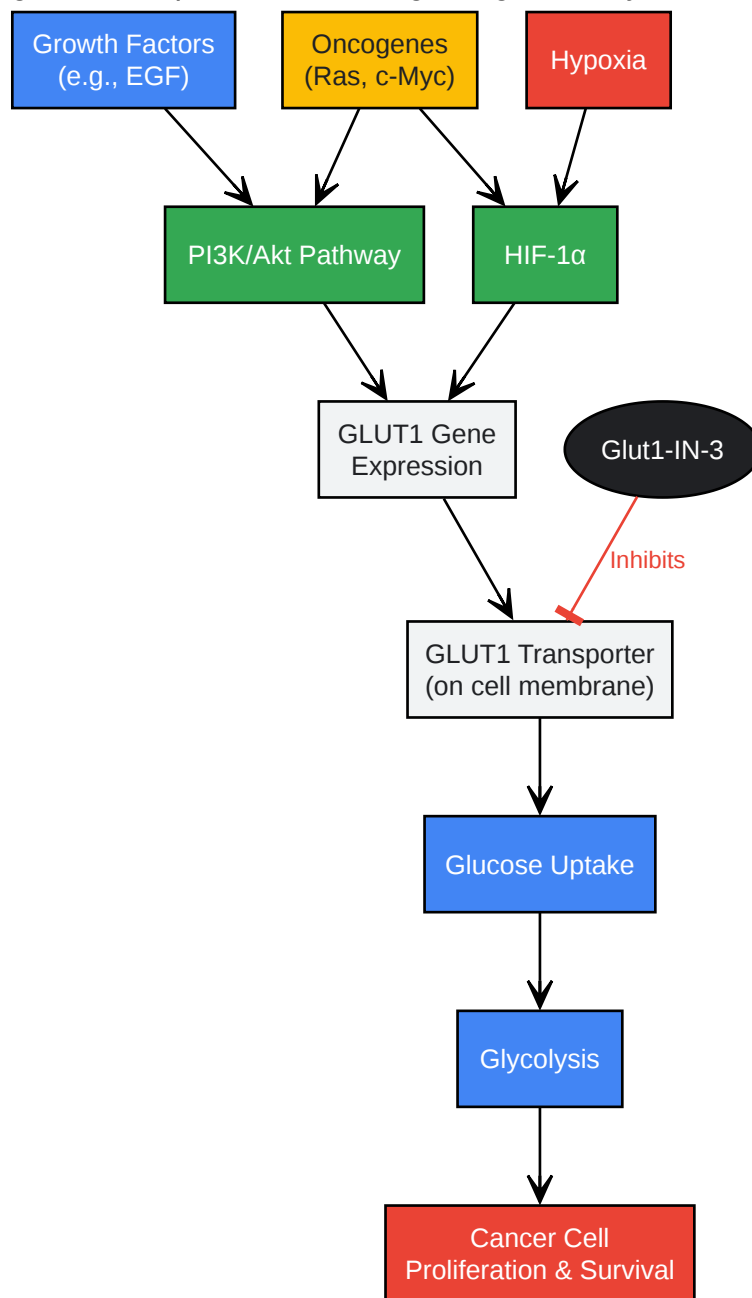 Growth Factors
(e.g., EGF)
Oncogenes
(Ras, c-Myc)
Hypoxia
PI3K/Akt Pathway
HIF-1α
GLUT1 Gene
Expression
Glut1-IN-3
Inhibits
GLUT1 Transporter
(on cell membrane)
Glucose Uptake
Glycolysis
Cancer Cell
Proliferation & Survival